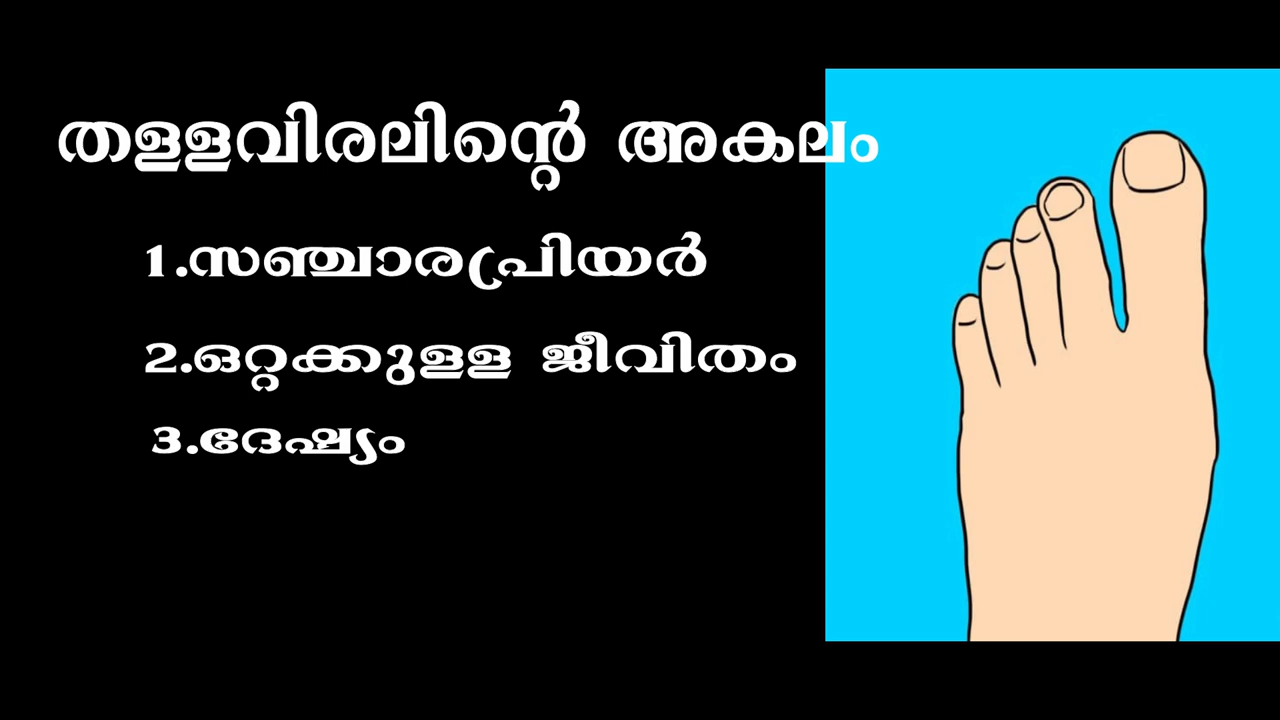 തള്ളവിരലിന്റെ അകലം
1.സഞ്ചാരപ്രിയർ
2.ഒറ്റക്കുള്ള ജീവിതം
3.ദേഷ്യം